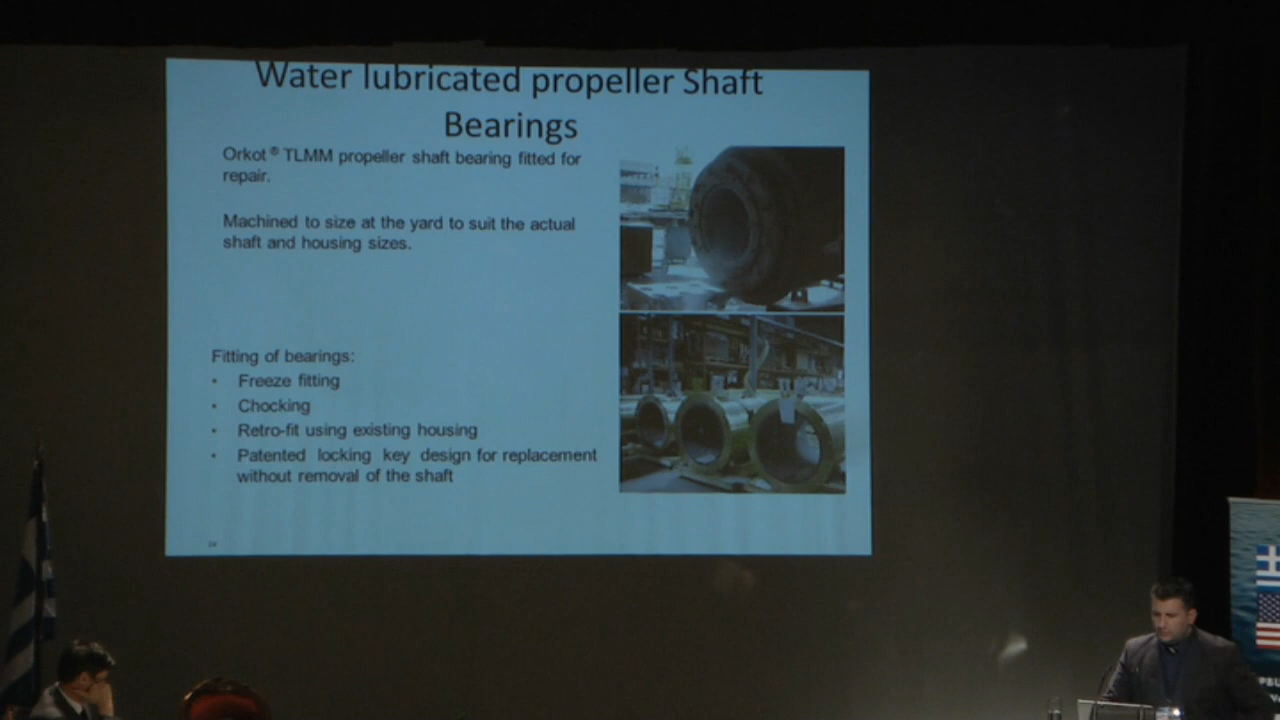 Water lubricated propeller Shaft
Bearings
Orkot® TLMM propeller shaft bearing fitted for
repair.
Machined to size at the yard to suit the actual
shaft and housing sizes.
Fitting of bearings:
• Freeze fitting
• Chocking
• Retro-fit using existing housing
• Patented locking key design for replacement
without removal of the shaft